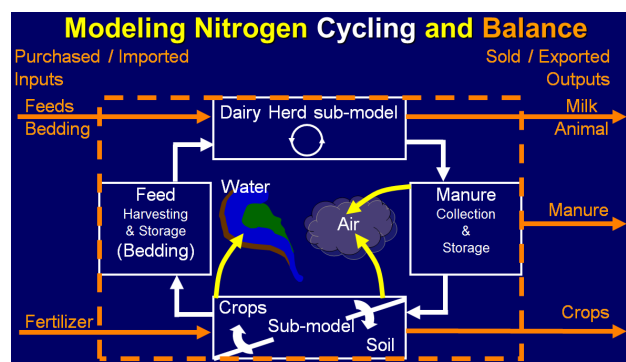 Modeling Nitrogen Cycling and Balance
Purchased / Imported
Inputs
Sold / Exported
Outputs
Feeds
Bedding
Dairy Herd sub-model
Milk
Animal
Feed
Harvesting
& Storage
(Bedding)
Water
Air
Manure
Collection
&
Storage
Manure
Fertilizer
Crops
Sub-model
Soil
Crops